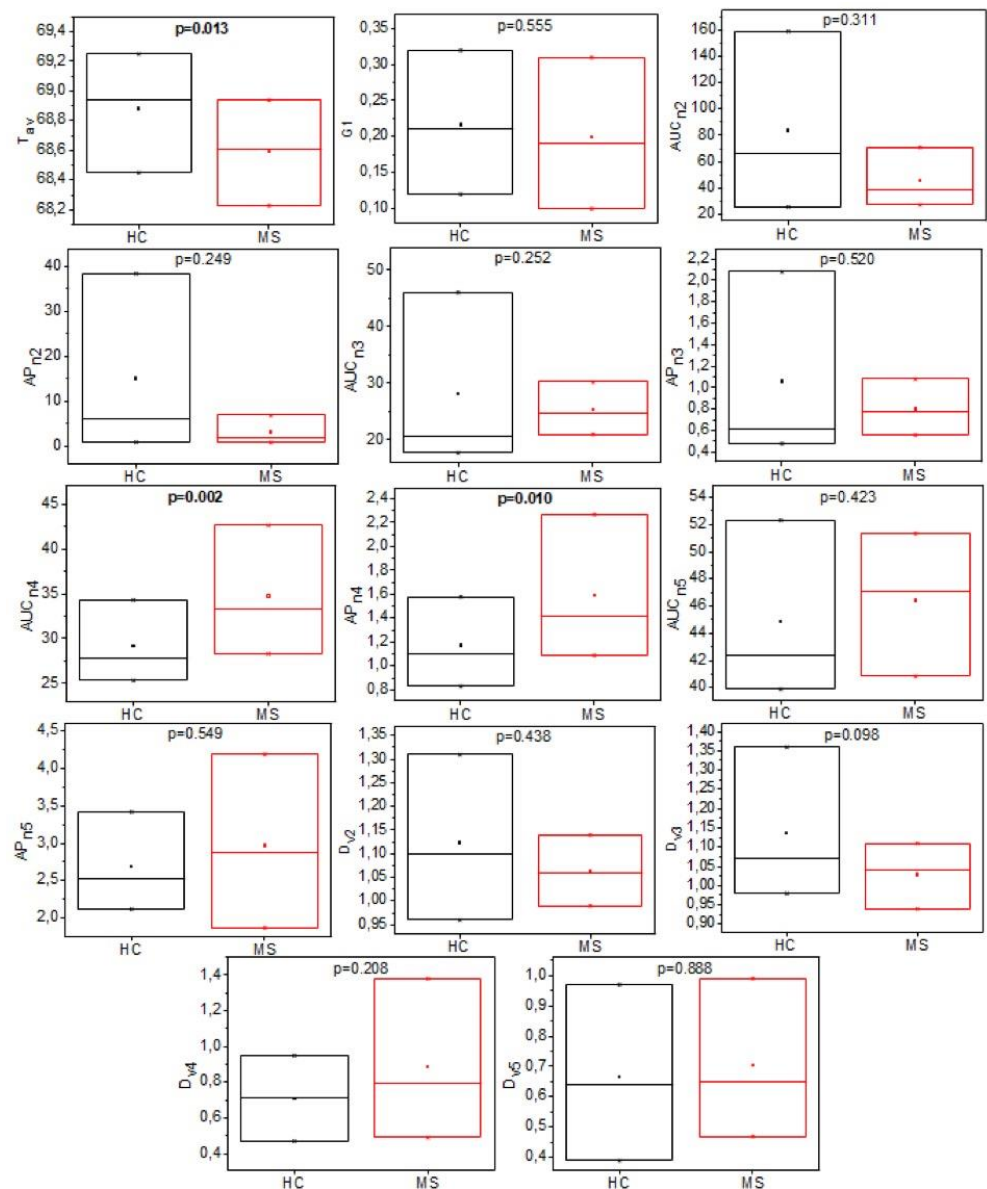 p=0.013
69,4
69,2
69,0
68,8
68,6
68,4
68,2
Tav
HC MS
p=0.555
0,35
0,30
0,25
0,20
0,15
0,10
G1
HC MS
p=0.311
160
140
120
100
80
60
40
20
AUCn2
HC MS
p=0.249
40
30
20
10
0
APn2
HC MS
p=0.252
50
40
30
20
AUCn3
HC MS
p=0.520
2,2
2,0
1,8
1,6
1,4
1,2
1,0
0,8
0,6
0,4
APn3
HC MS
p=0.002
45
40
35
30
25
AUCn4
HC MS
p=0.010
2,4
2,2
2,0
1,8
1,6
1,4
1,2
1,0
0,8
APn4
HC MS
p=0.423
54
52
50
48
46
44
42
40
AUCn5
HC MS
p=0.549
4,5
4,0
3,5
3,0
2,5
2,0
APn5
HC MS
p=0.438
1,35
1,30
1,25
1,20
1,15
1,10
1,05
1,00
0,95
Dv2
HC MS
p=0.098
1,40
1,35
1,30
1,25
1,20
1,15
1,10
1,05
1,00
0,95
0,90
Dv3
HC MS
p=0.208
1,4
1,2
1,0
0,8
0,6
0,4
Dv4
HC MS
p=0.888
1,0
0,9
0,8
0,7
0,6
0,5
0,4
Dv5
HC MS